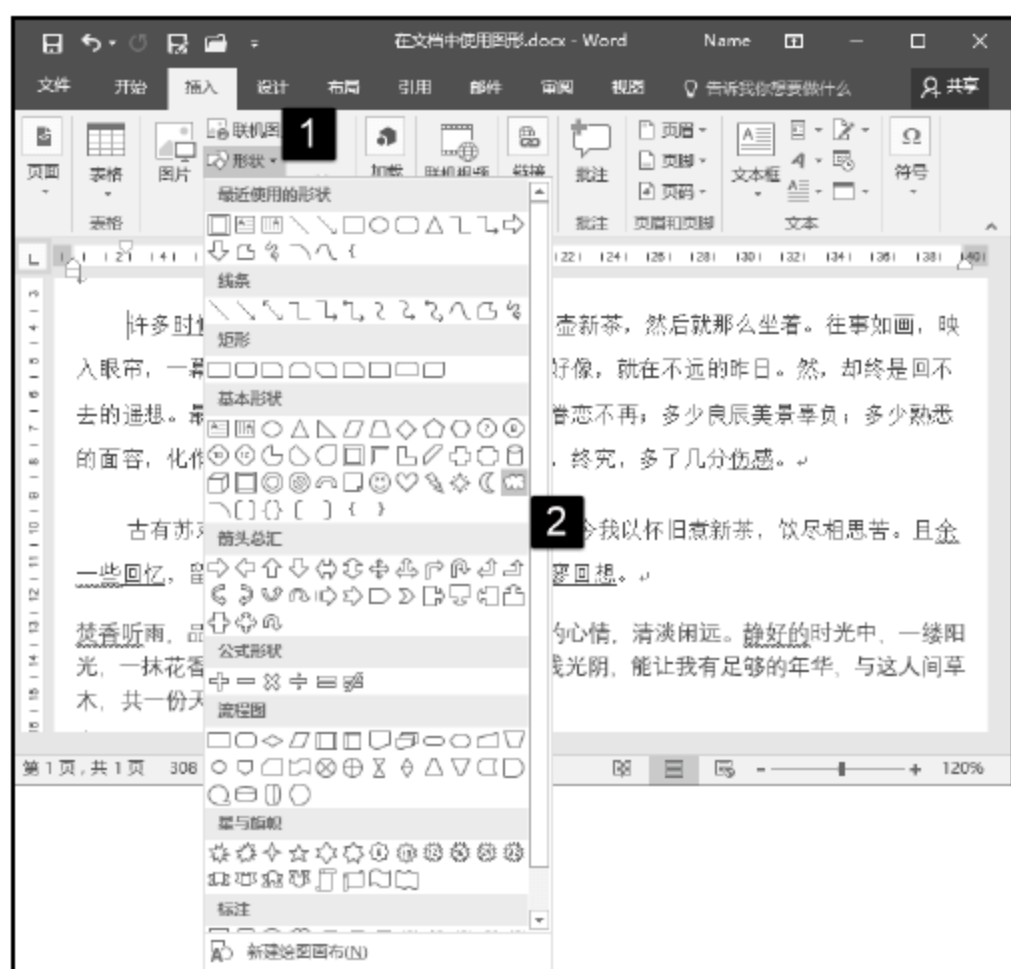 在文档中使用图形.docx - Word Name
文件 开始 插入 设计 布局 引用 邮件 审阅 视图 告诉我你想要做什么 共享
页面 表格 图片 联机图 1 形状 加载 联机视频 链接 批注 页眉 页脚 页码 文本框 符号
表格 批注 页眉和页脚 文本
最近使用的形状
线条
许多时 壶新茶，然后就那么坐着。往事如画，映
矩形
入眼帘，一幕 好像，就在不远的昨日。然，却终是回不
基本形状
去的遥想。最 眷恋不再；多少良辰美景辜负；多少熟悉
的面容，化作 ，终究，多了几分伤感。
2
古有苏 今我以怀旧煮新茶，饮尽相思苦。且余
箭头总汇
一些回忆，留 回想。
焚香听雨，品 的心情，清淡闲远。静好的时光中，一缕阳
公式形状
光，一抹花香 光阴，能让我有足够的年华，与这人间草
木，共一份天
流程图
第1页，共1页 308 120%
星与旗帜
标注
新建绘图画布(N)